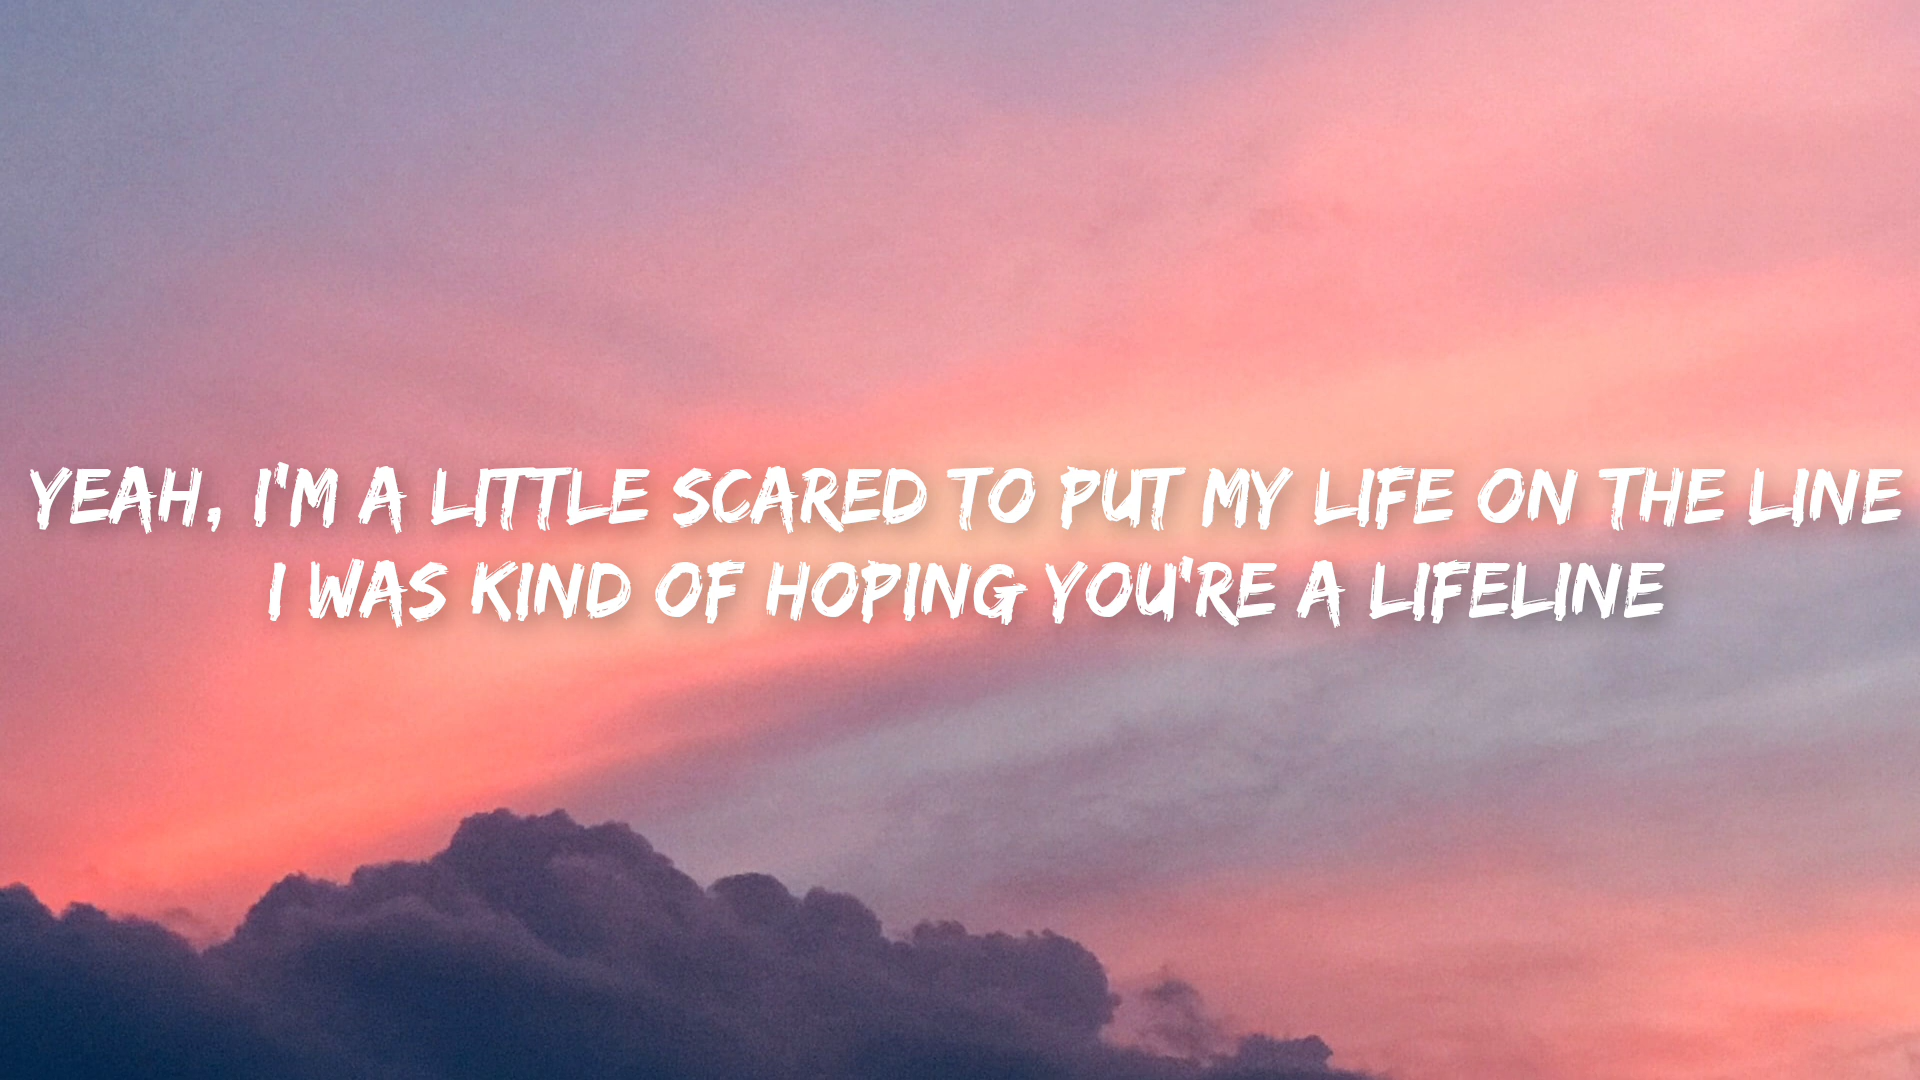 YEAH, I'M A LITTLE SCARED TO PUT MY LIFE ON THE LINE
I WAS KIND OF HOPING YOU'RE A LIFELINE